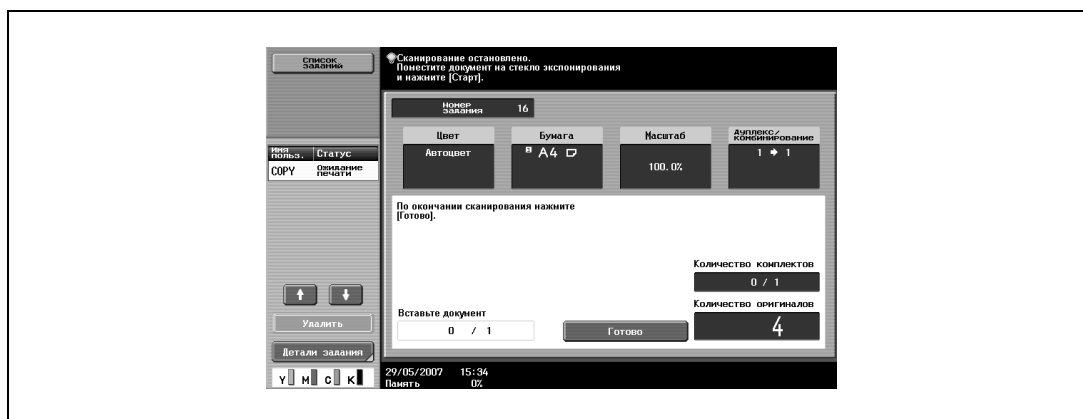 Список
заданий
Сканирование остановлено.
Поместите документ на стекло экспонирования
и нажмите [Старт].
Номер
задания 16
Цвет
Автоцвет
Бумага
A4
Масштаб
100.0%
Дуплекс/
комбинирование
1 → 1
Имя
польз. Статус
COPY Ожидание
печати
По окончании сканирования нажмите
[Готово].
Количество комплектов
0 / 1
Количество оригиналов
4
Вставьте документ
0 / 1
Готово
Удалить
Детали задания
Y M C K
29/05/2007 15:34
Память 0%